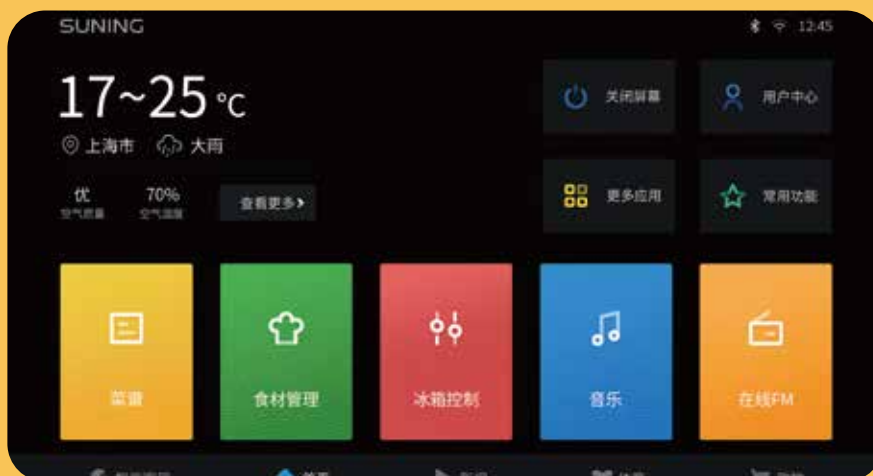 SUNING
12:45
17~25 °C
上海市 大雨
优 70%
空气质量 空气湿度
查看更多
关闭屏幕
用户中心
更多应用
常用功能
菜谱
食材管理
冰箱控制
音乐
在线FM